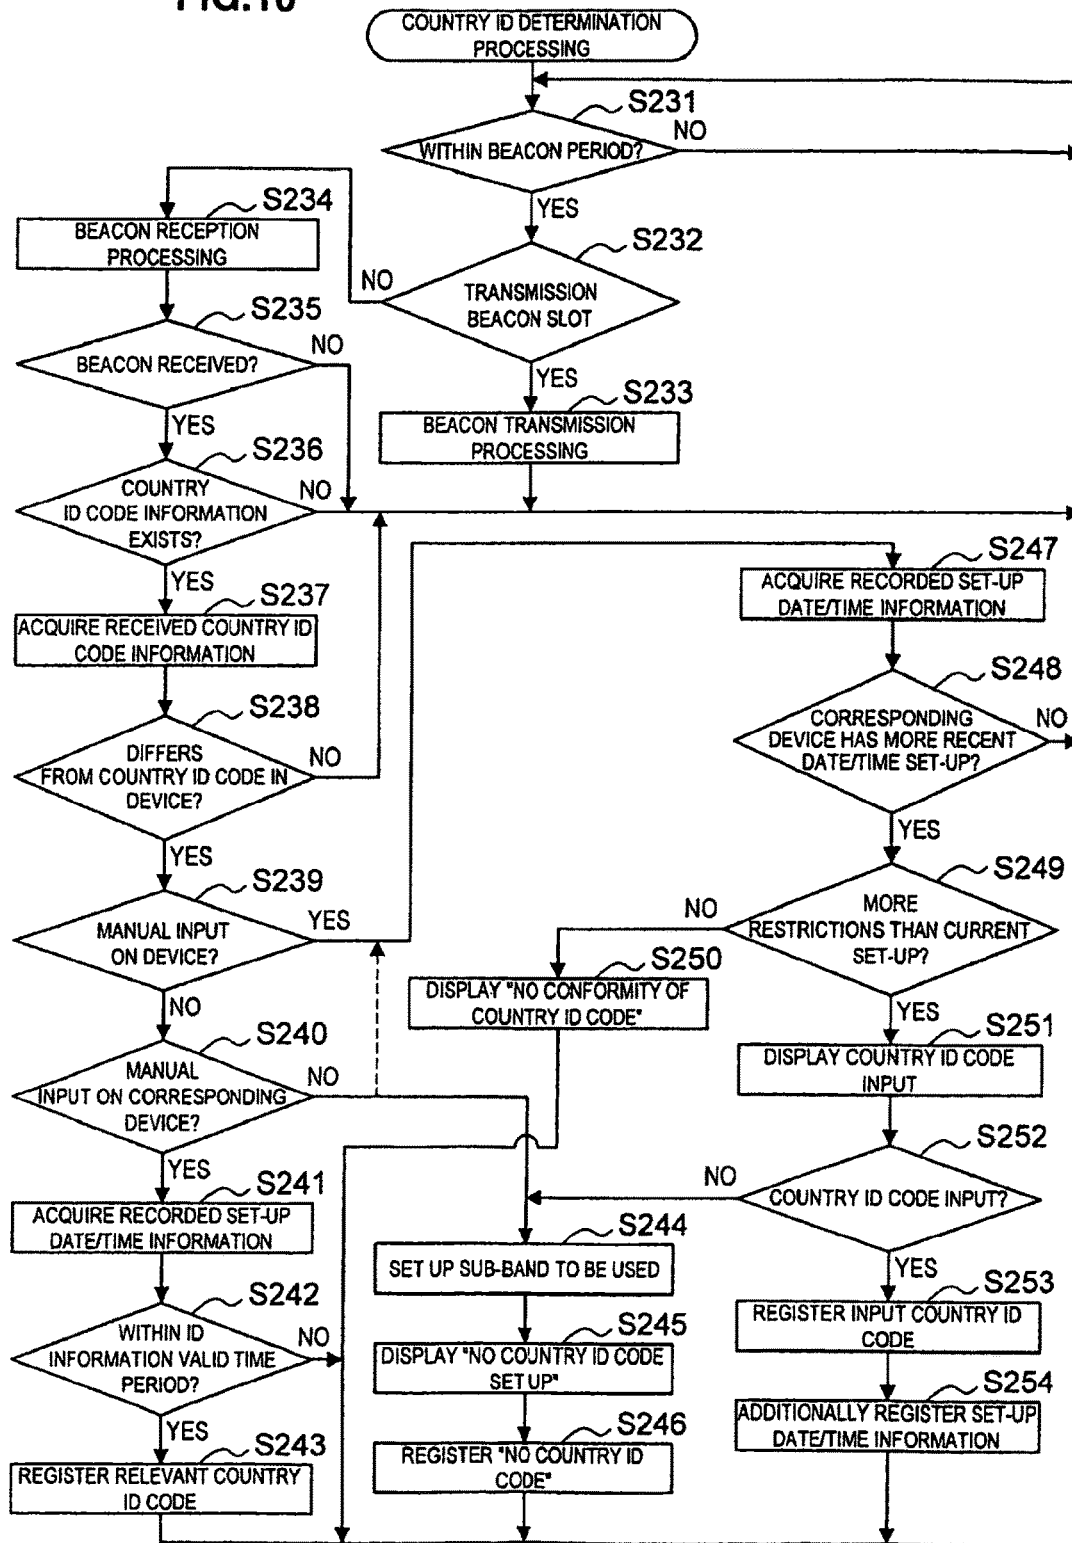 COUNTRY ID DETERMINATION
PROCESSING
S231
WITHIN BEACON PERIOD?
NO
YES
S232
TRANSMISSION
BEACON SLOT
NO
YES
S233
BEACON TRANSMISSION
PROCESSING
S234
BEACON RECEPTION
PROCESSING
S235
BEACON RECEIVED?
NO
YES
S236
COUNTRY
ID CODE INFORMATION
EXISTS?
NO
YES
S237
ACQUIRE RECEIVED COUNTRY ID
CODE INFORMATION
S238
DIFFERS
FROM COUNTRY ID CODE IN
DEVICE?
NO
YES
S239
MANUAL INPUT
ON DEVICE?
YES
NO
S240
MANUAL
INPUT ON CORRESPONDING
DEVICE?
NO
YES
S241
ACQUIRE RECORDED SET-UP
DATE/TIME INFORMATION
S242
WITHIN ID
INFORMATION VALID TIME
PERIOD?
NO
YES
S243
REGISTER RELEVANT COUNTRY
ID CODE
S244
SET UP SUB-BAND TO BE USED
S245
DISPLAY "NO COUNTRY ID CODE
SET UP"
S246
REGISTER "NO COUNTRY ID
CODE"
S247
ACQUIRE RECORDED SET-UP
DATE/TIME INFORMATION
S248
CORRESPONDING
DEVICE HAS MORE RECENT
DATE/TIME SET-UP?
NO
YES
S249
MORE
RESTRICTIONS THAN CURRENT
SET-UP?
NO
YES
S250
DISPLAY "NO CONFORMITY OF
COUNTRY ID CODE"
S251
DISPLAY COUNTRY ID CODE
INPUT
S252
COUNTRY ID CODE INPUT?
NO
YES
S253
REGISTER INPUT COUNTRY ID
CODE
S254
ADDITIONALLY REGISTER SET-UP
DATE/TIME INFORMATION